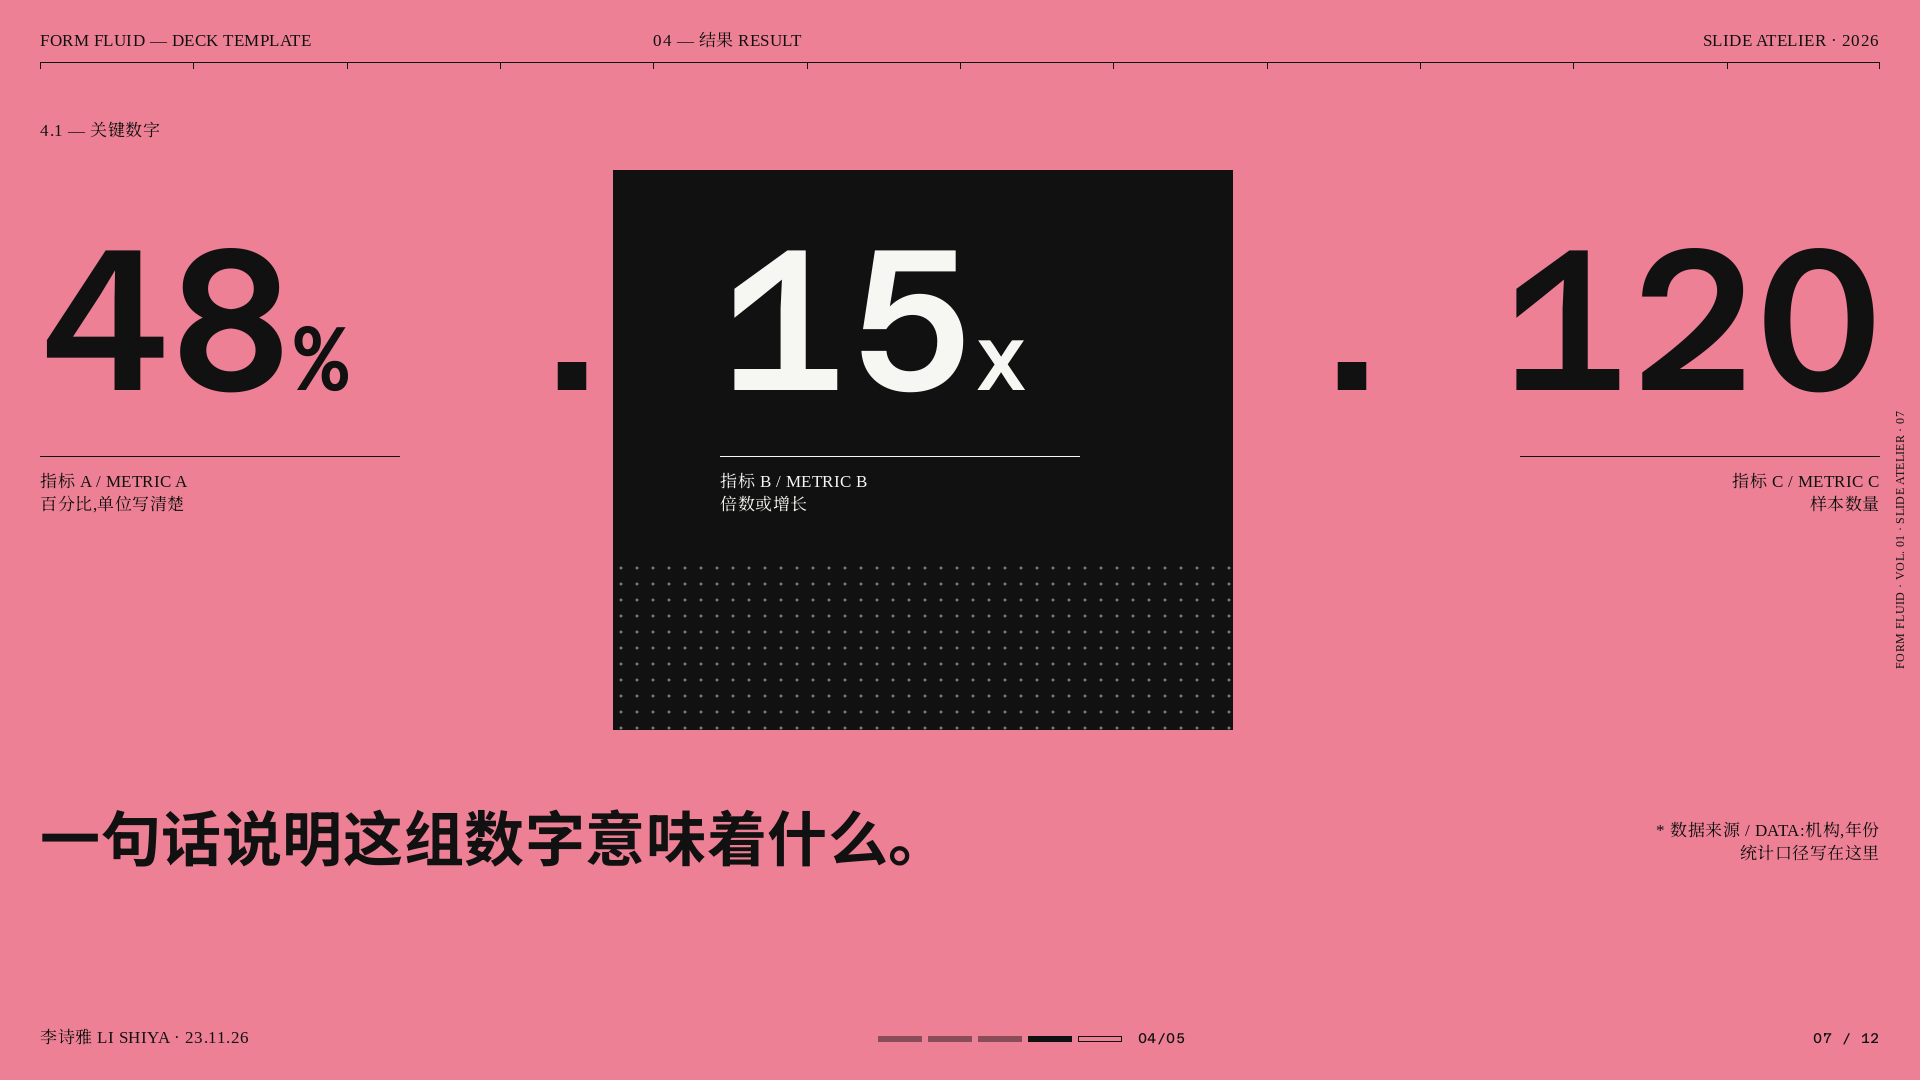 FORM FLUID — DECK TEMPLATE
04 — 结果 RESULT
SLIDE ATELIER · 2026
4.1 — 关键数字
48%
.
15x
.
120
指标 A / METRIC A
百分比,单位写清楚
指标 B / METRIC B
倍数或增长
指标 C / METRIC C
样本数量
FORM FLUID · VOL. 01 · SLIDE ATELIER · 07
一句话说明这组数字意味着什么。
* 数据来源 / DATA:机构,年份
统计口径写在这里
李诗雅 LI SHIYA · 23.11.26
04/05
07 / 12